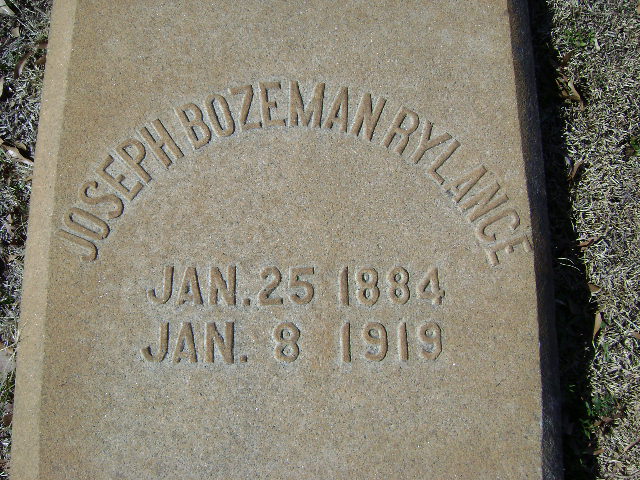 JOSEPH BOZEMAN RYLANCE
JAN. 25 1884
JAN. 8 1919